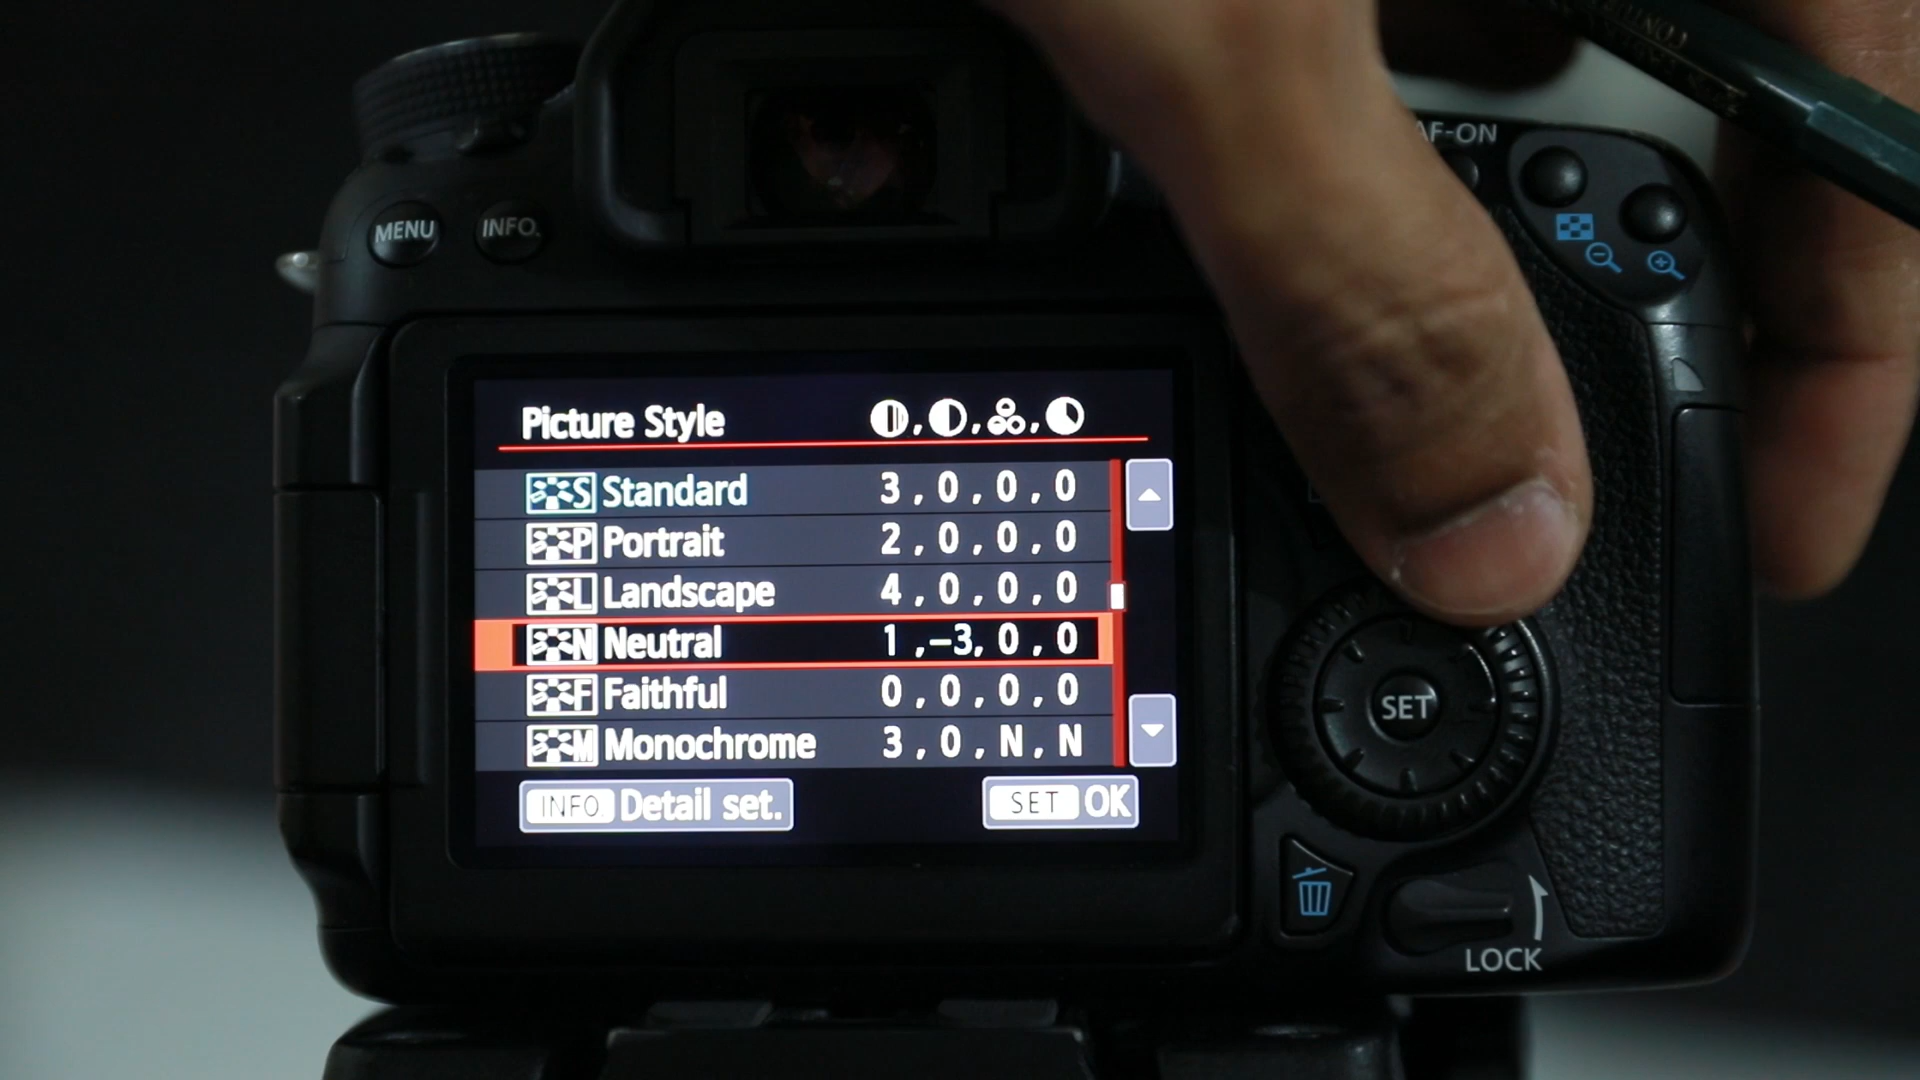 AF-ON
MENU INFO.
Picture Style
S Standard 3 , 0 , 0 , 0
P Portrait 2 , 0 , 0 , 0
L Landscape 4 , 0 , 0 , 0
N Neutral 1 , −3, 0 , 0
F Faithful 0 , 0 , 0 , 0
M Monochrome 3 , 0 , N , N
INFO. Detail set. SET OK
SET
LOCK